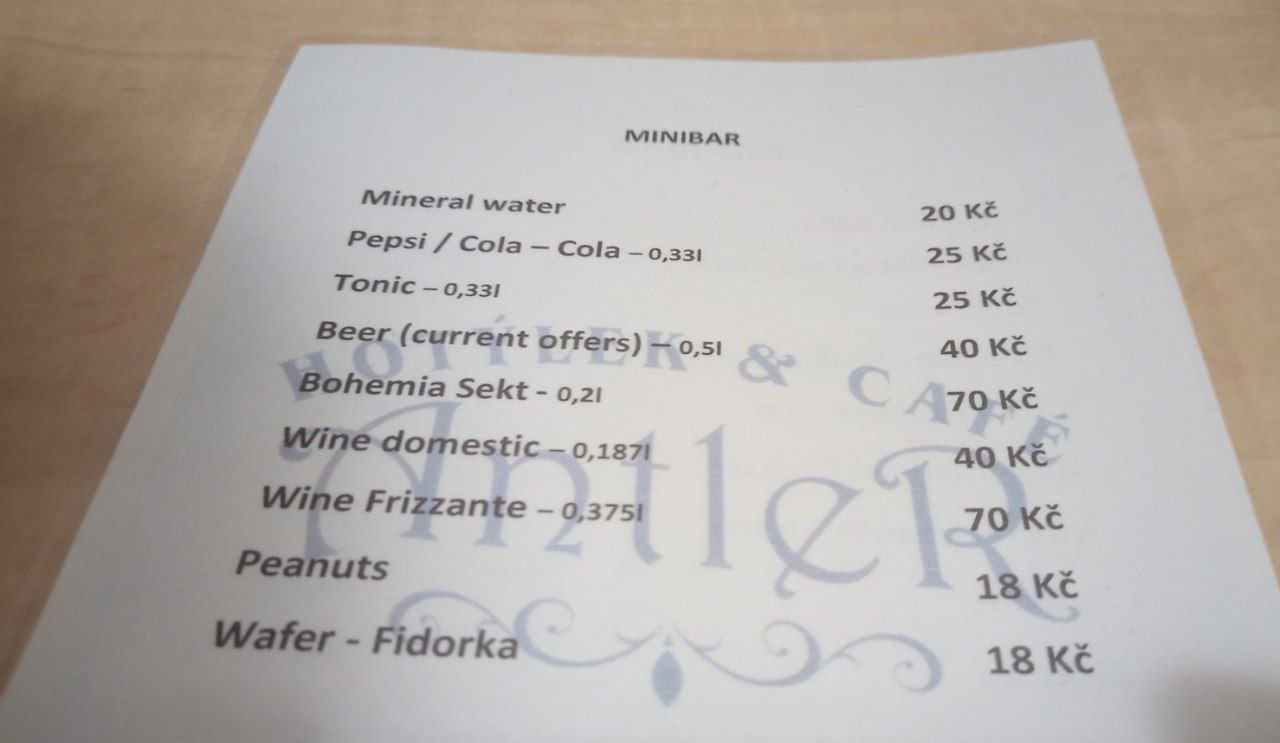 MINIBAR
Mineral water 20 Kč
Pepsi / Cola – Cola – 0,33l 25 Kč
Tonic – 0,33l 25 Kč
Beer (current offers) – 0,5l 40 Kč
Bohemia Sekt - 0,2l 70 Kč
Wine domestic – 0,187l 40 Kč
Wine Frizzante – 0,375l 70 Kč
Peanuts 18 Kč
Wafer - Fidorka 18 Kč
HOTÝLEK & CAFÉ
AntleR